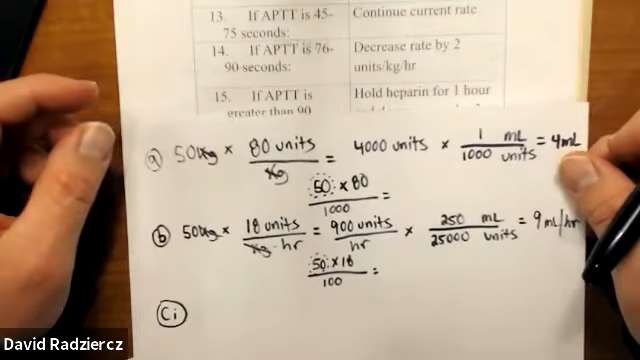 13. If APTT is 45-
75 seconds:
Continue current rate
14. If APTT is 76-
90 seconds:
Decrease rate by 2
units/kg/hr
15. If APTT is
greater than 90
Hold heparin for 1 hour
a) 50kg × 80 units/kg = 4000 units × 1 mL/1000 units = 4mL
50 × 80/1000 =
b) 50kg × 18 units/kg·hr = 900 units/hr × 250 mL/25000 units = 9mL/hr
50 × 18/100 =
Ci
David Radziercz